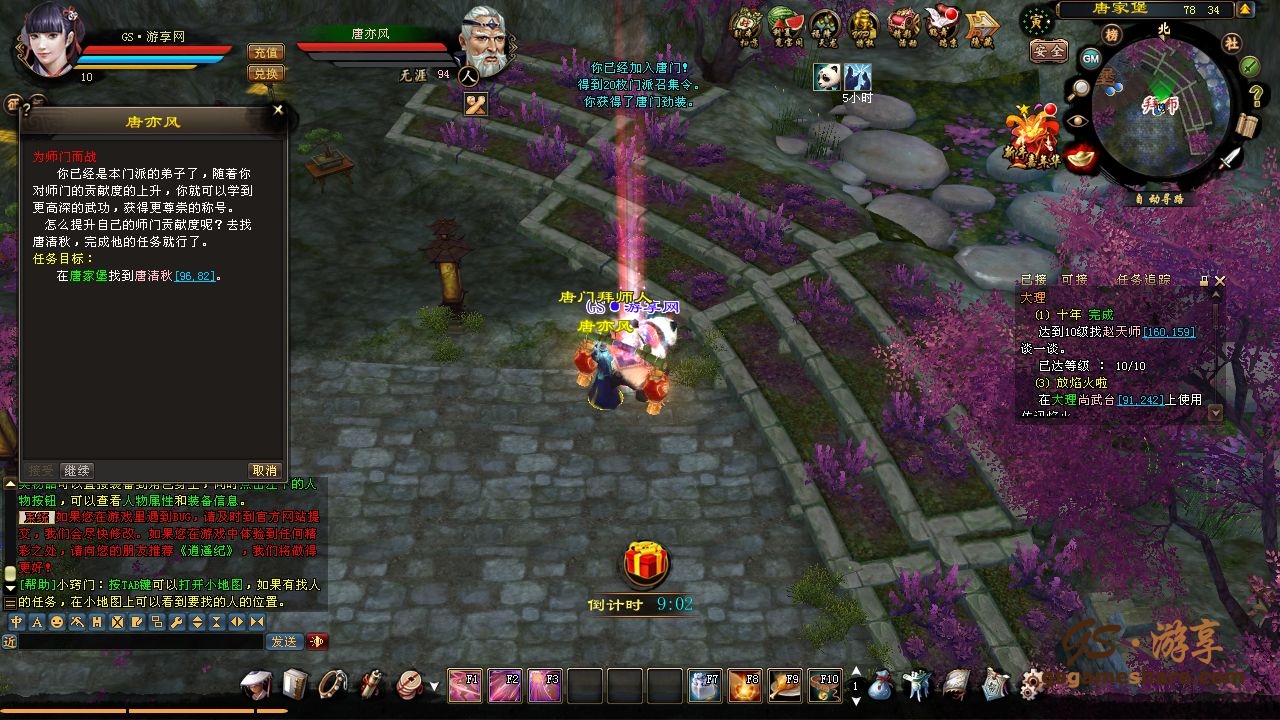 GS·游享网
10
充值
兑换
唐亦风
无涯 94 人
你已经加入唐门!
得到20枚门派召集令。
你获得了唐门劲装。
5小时
唐家堡 78 34
北
榜
社
安全
GM
寅
拜师
自动寻路
唐亦风
为师门而战
你已经是本门派的弟子了，随着你
对师门的贡献度的上升，你就可以学到
更高深的武功，获得更尊崇的称号。
怎么提升自己的师门贡献度呢？去找
唐清秋，完成他的任务就行了。
任务目标：
在唐家堡找到唐清秋[96,82]。
接受 继续 取消
唐门拜师人
GS●游享网
唐亦风
已接 可接 任务追踪
大理
(1) 十年 完成
达到10级找赵天师[160,159]
谈一谈。
已达等级 : 10/10
(3) 放焰火啦
在大理尚武台[91,242]上使用
物按钮，可以查看人物属性和装备信息。
系统 如果您在游戏里遇到BUG，请及时到官方网站提
交，我们会尽快修改。如果您在游戏中体验到任何精
彩之处，请向您的朋友推荐《逍遥纪》，我们将做得
更好!
[帮助]小窍门：按TAB键可以打开小地图，如果有找人
的任务，在小地图上可以看到要找的人的位置。
近 发送
倒计时 9:02
F1 F2 F3 F7 F8 F9 F10 1
GS·游享
gsgameshare.com